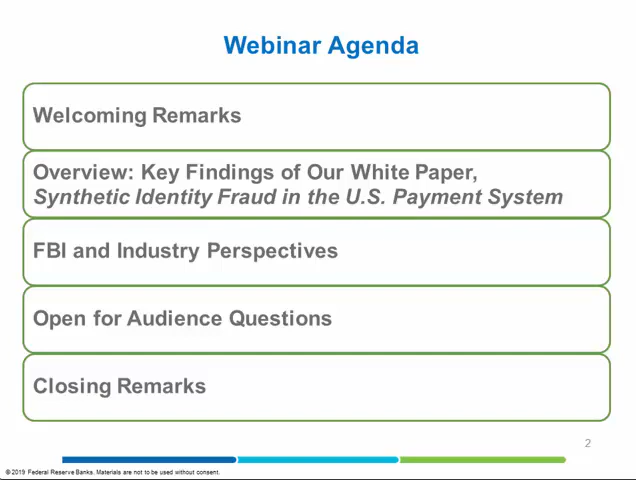 Webinar Agenda
Welcoming Remarks
Overview: Key Findings of Our White Paper,
Synthetic Identity Fraud in the U.S. Payment System
FBI and Industry Perspectives
Open for Audience Questions
Closing Remarks
2
© 2019 Federal Reserve Banks. Materials are not to be used without consent.